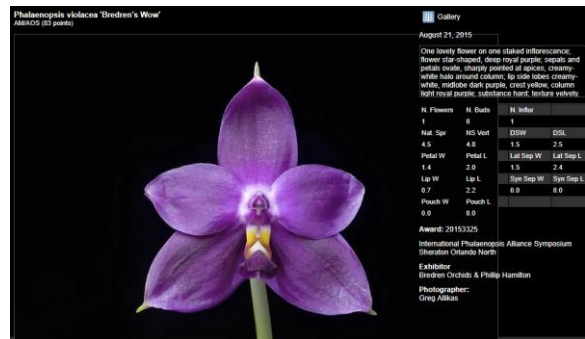 Phalaenopsis violacea 'Bredren's Wow'
AM/AOS (83 points)
Gallery
August 21, 2015
One lovely flower on one staked inflorescence;
flower star-shaped, deep royal purple; sepals and
petals ovate, sharply pointed at apices, creamy-
white halo around column; lip side lobes creamy-
white, midlobe dark purple, crest yellow, column
light royal purple; substance hard; texture velvety.
N. Flowers N. Buds N. Inflor
1 0 1
Nat. Spr NS Vert DSW DSL
4.5 4.8 1.5 2.5
Petal W Petal L Lat Sep W Lat Sep L
1.4 2.0 1.5 2.4
Lip W Lip L Syn Sep W Syn Sep L
0.7 2.2 0.0 0.0
Pouch W Pouch L
0.0 0.0
Award: 20153325
International Phalaenopsis Alliance Symposium
Sheraton Orlando North
Exhibitor
Bredren Orchids & Phillip Hamilton
Photographer:
Greg Allikas